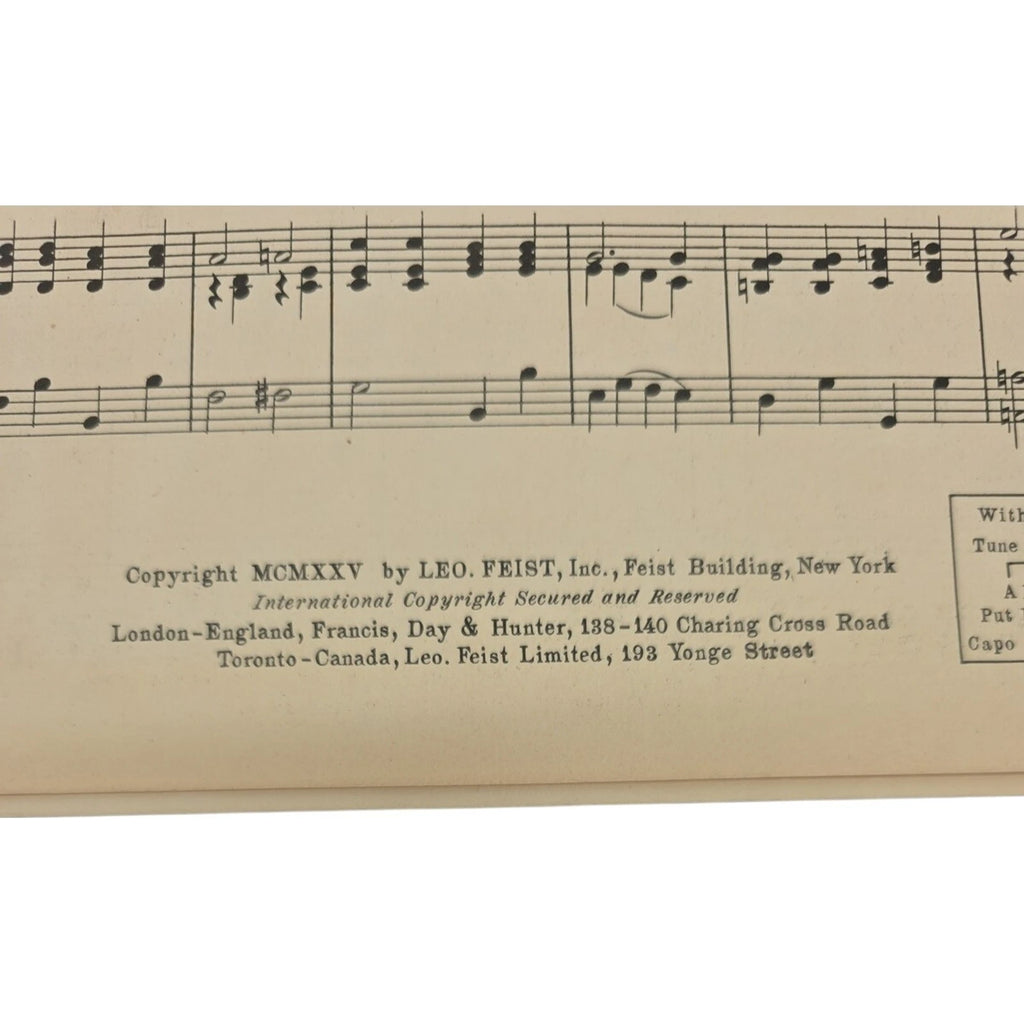 Copyright MCMXXV by LEO. FEIST, Inc., Feist Building, New York
International Copyright Secured and Reserved
London-England, Francis, Day & Hunter, 138-140 Charing Cross Road
Toronto-Canada, Leo. Feist Limited, 193 Yonge Street
With
Tune
A
Put
Capo